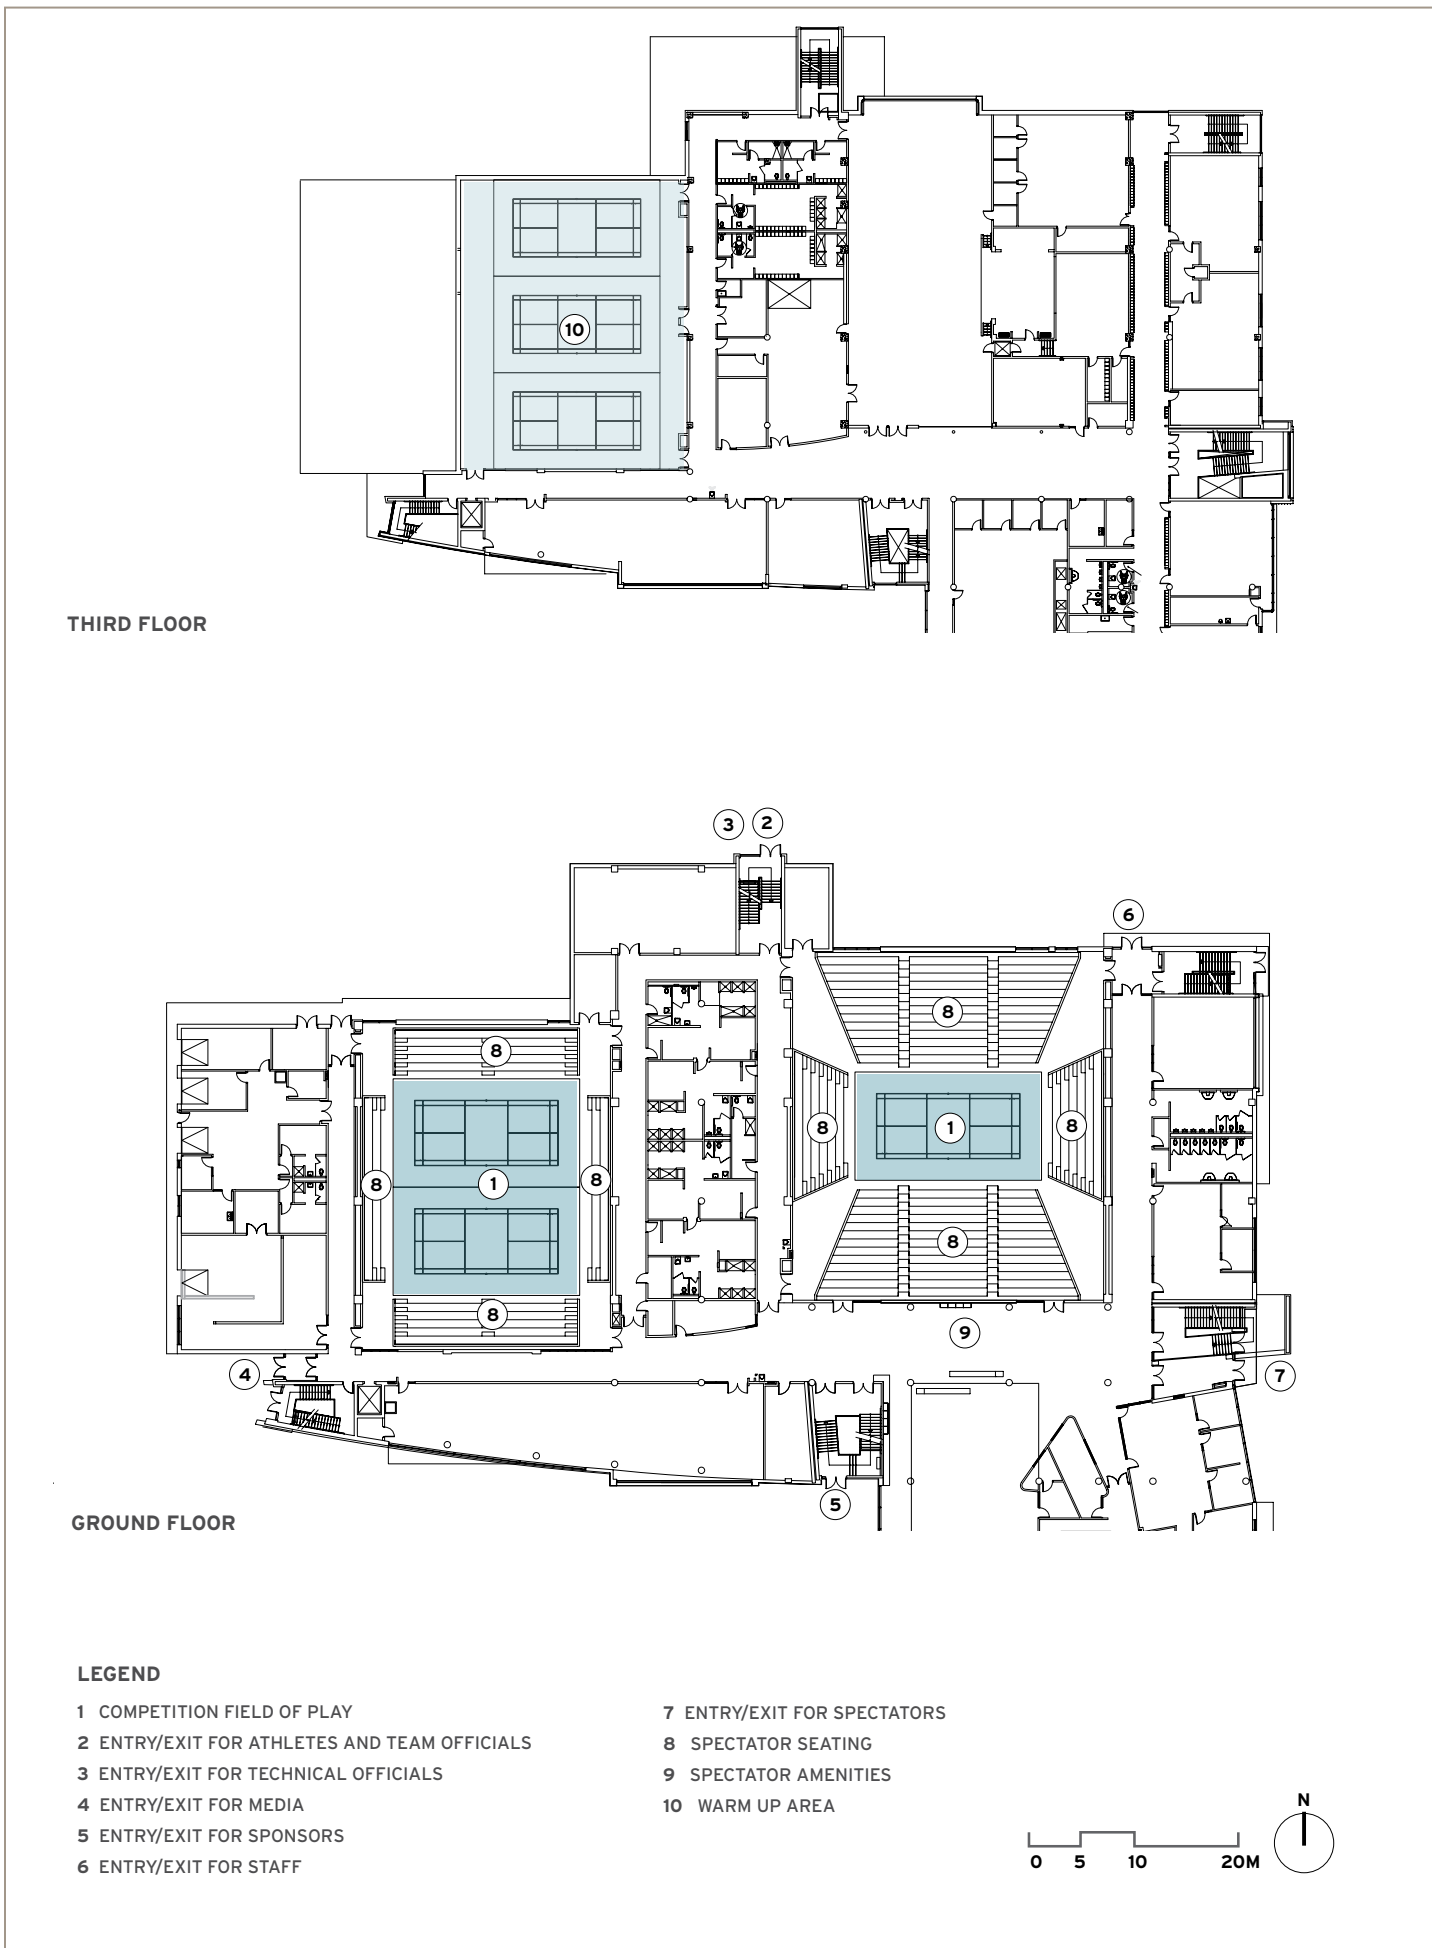 10
THIRD FLOOR
3 2
6
8
8
8 1 8
8 1 8
8
8
9
4
7
5
GROUND FLOOR
LEGEND
1 COMPETITION FIELD OF PLAY
2 ENTRY/EXIT FOR ATHLETES AND TEAM OFFICIALS
3 ENTRY/EXIT FOR TECHNICAL OFFICIALS
4 ENTRY/EXIT FOR MEDIA
5 ENTRY/EXIT FOR SPONSORS
6 ENTRY/EXIT FOR STAFF
7 ENTRY/EXIT FOR SPECTATORS
8 SPECTATOR SEATING
9 SPECTATOR AMENITIES
10 WARM UP AREA
N
0 5 10 20M